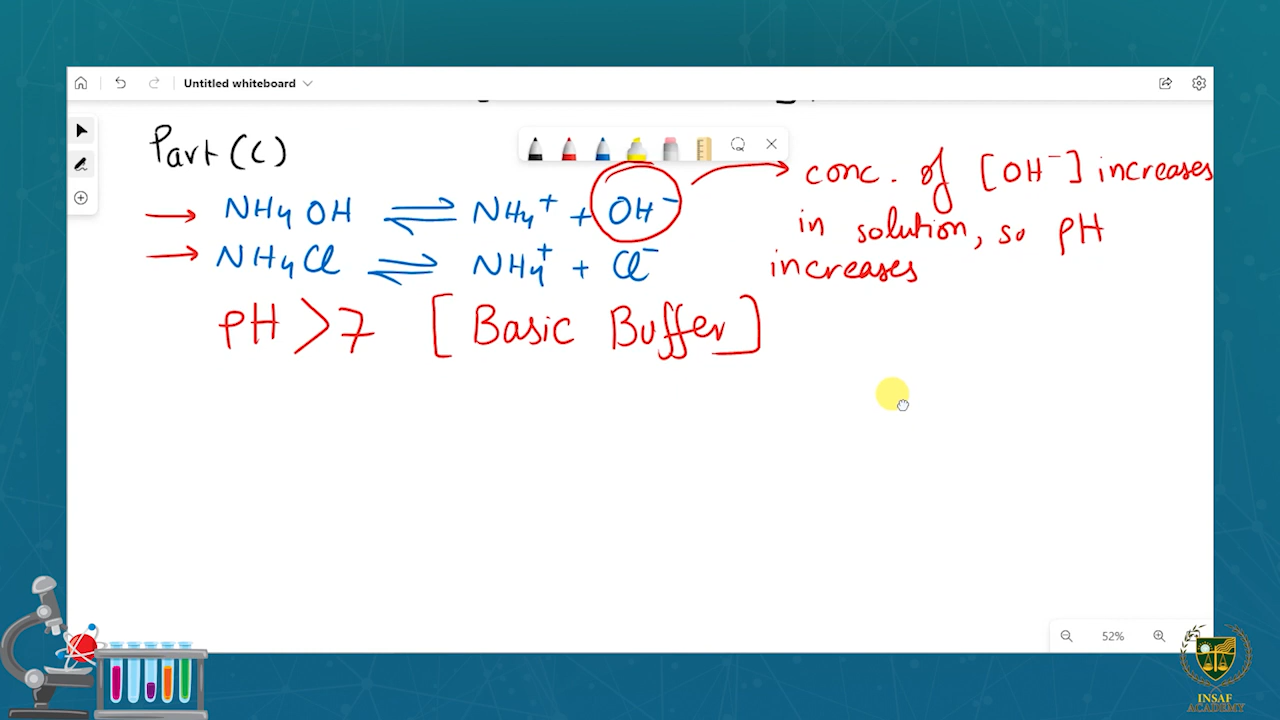 Untitled whiteboard
Part (C)
NH4OH ⇌ NH4+ + OH- → conc. of [OH-] increases
in solution, so pH
increases
NH4Cl ⇌ NH4+ + Cl-
pH > 7 [Basic Buffer]
52%
INSAF
ACADEMY